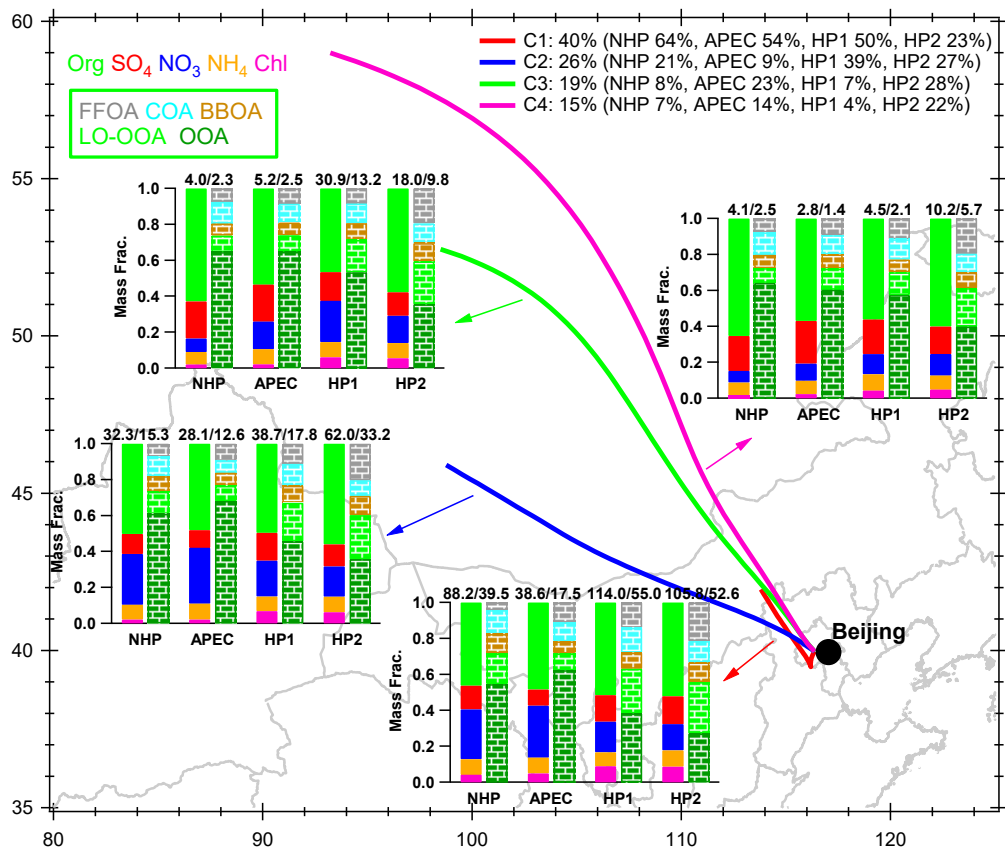 60
55
50
45
40
35
80
90
100
110
120
Org SO4 NO3 NH4 Chl
FFOA COA BBOA
LO-OOA OOA
C1: 40% (NHP 64%, APEC 54%, HP1 50%, HP2 23%)
C2: 26% (NHP 21%, APEC 9%, HP1 39%, HP2 27%)
C3: 19% (NHP 8%, APEC 23%, HP1 7%, HP2 28%)
C4: 15% (NHP 7%, APEC 14%, HP1 4%, HP2 22%)
4.0/2.3 5.2/2.5 30.9/13.2 18.0/9.8
Mass Frac.
1.0
0.8
0.6
0.4
0.2
0.0
NHP APEC HP1 HP2
4.1/2.5 2.8/1.4 4.5/2.1 10.2/5.7
Mass Frac.
1.0
0.8
0.6
0.4
0.2
0.0
NHP APEC HP1 HP2
32.3/15.3 28.1/12.6 38.7/17.8 62.0/33.2
Mass Frac.
1.0
0.8
0.6
0.4
0.2
0.0
NHP APEC HP1 HP2
88.2/39.5 38.6/17.5 114.0/55.0 105.8/52.6
Mass Frac.
1.0
0.8
0.6
0.4
0.2
0.0
NHP APEC HP1 HP2
Beijing